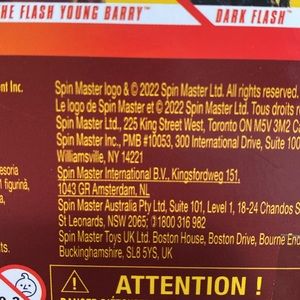 HE FLASH YOUNG BARRY
DARK FLASH
Spin Master logo & © 2022 Spin Master Ltd. All rights reserved.
Le logo de Spin Master et © 2022 Spin Master Ltd. Tous droits r
Spin Master Ltd., 225 King Street West, Toronto ON M5V 3M2 C
Spin Master Inc., PMB #10053, 300 International Drive, Suite 100
Williamsville, NY 14221
Spin Master International B.V., Kingsfordweg 151,
1043 GR Amsterdam, NL
Spin Master Australia Pty Ltd, Suite 101, Level 1, 18-24 Chandos S
St Leonards, NSW 2065; ✆1800 316 982
Spin Master Toys UK Ltd. Boston House, Boston Drive, Bourne End
Buckinghamshire, SL8 5YS, UK
ent Inc.
esoria
figurină,
ATTENTION !